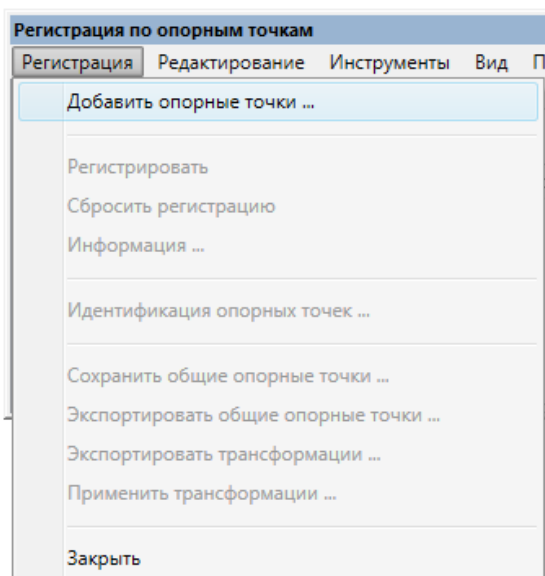 Регистрация по опорным точкам
Регистрация Редактирование Инструменты Вид
Добавить опорные точки ...
Регистрировать
Сбросить регистрацию
Информация ...
Идентификация опорных точек ...
Сохранить общие опорные точки ...
Экспортировать общие опорные точки ...
Экспортировать трансформации ...
Применить трансформации ...
Закрыть